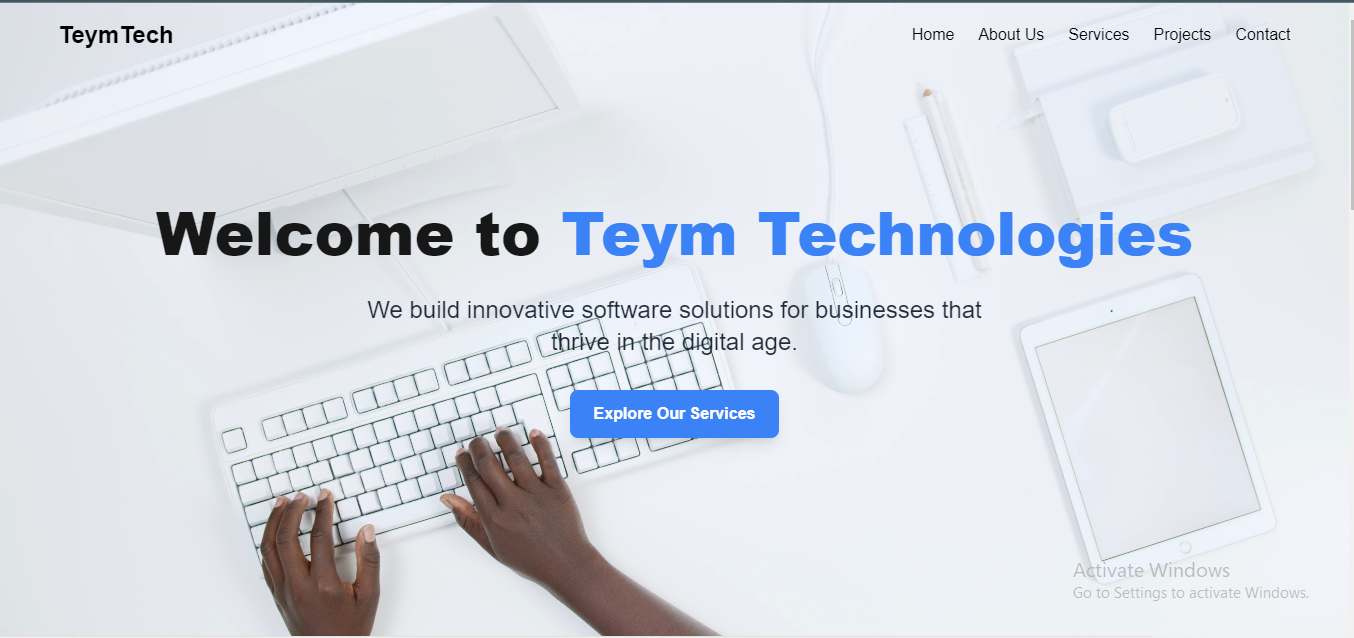 TeymTech
Home About Us Services Projects Contact
Welcome to Teym Technologies
We build innovative software solutions for businesses that
thrive in the digital age.
Explore Our Services
Activate Windows
Go to Settings to activate Windows.